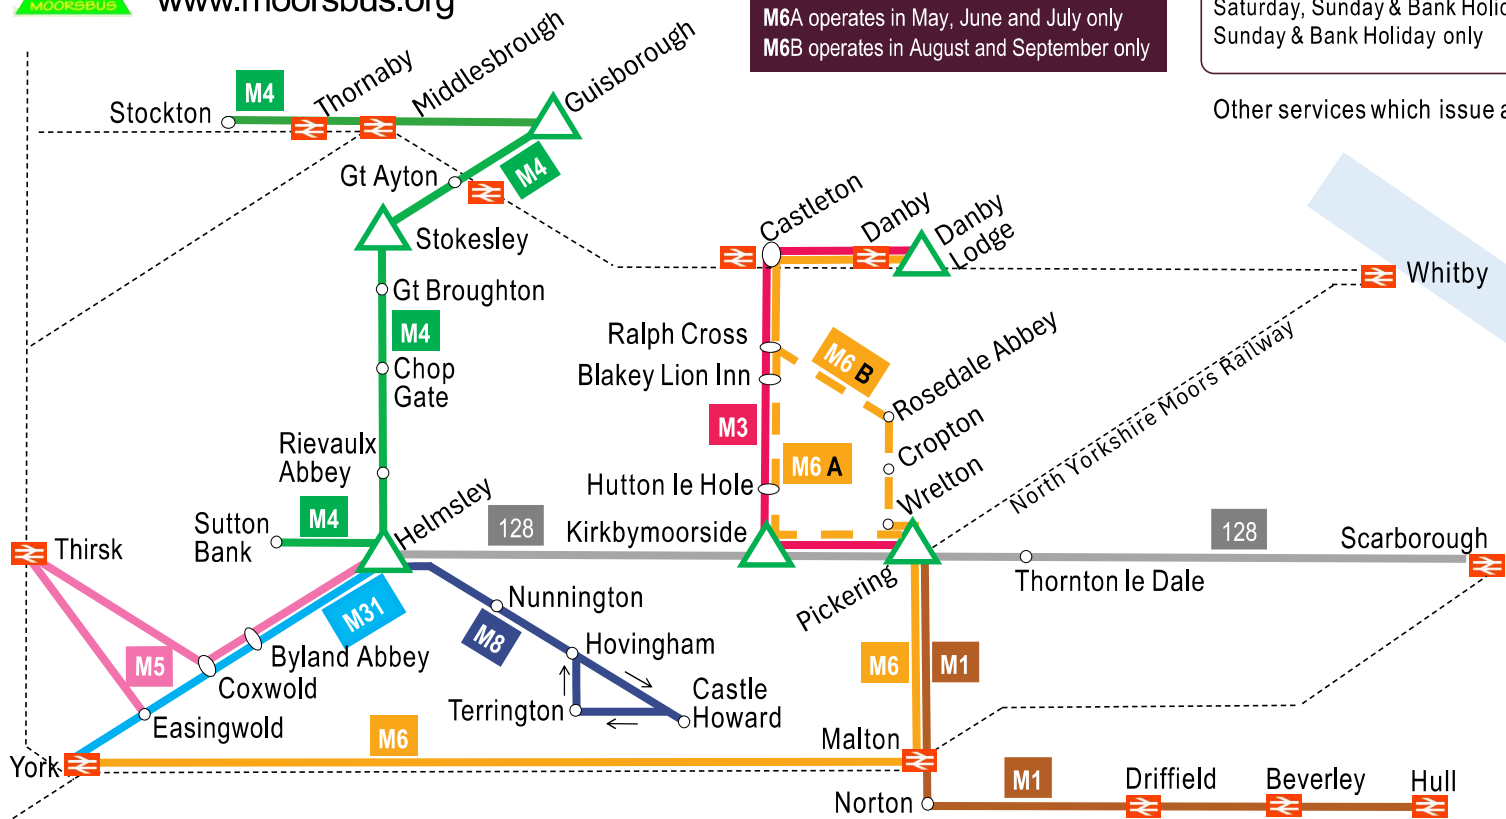 MOORSBUS
www.moorsbus.org
M6A operates in May, June and July only
M6B operates in August and September only
Saturday, Sunday & Bank Holid
Sunday & Bank Holiday only
Other services which issue a
Stockton
M4
Thornaby
Middlesbrough
Guisborough
Gt Ayton
M4
Stokesley
Gt Broughton
M4
Chop
Gate
Rievaulx
Abbey
Sutton
Bank
M4
Helmsley
128
Castleton
Danby
Danby
Lodge
Whitby
Ralph Cross
Blakey Lion Inn
M6 B
Rosedale Abbey
M3
M6 A
Cropton
Hutton le Hole
Wrelton
Kirkbymoorside
North Yorkshire Moors Railway
128
Scarborough
Thirsk
Pickering
Thornton le Dale
M31
Nunnington
M8
Hovingham
M5
Byland Abbey
Coxwold
Easingwold
Terrington
Castle
Howard
M6
M1
York
M6
Malton
Norton
M1
Driffield
Beverley
Hull